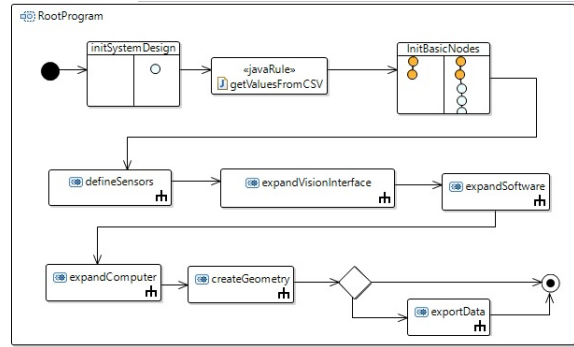 RootProgram
initSystemDesign
«javaRule»
getValuesFromCSV
InitBasicNodes
defineSensors
expandVisionInterface
expandSoftware
expandComputer
createGeometry
exportData